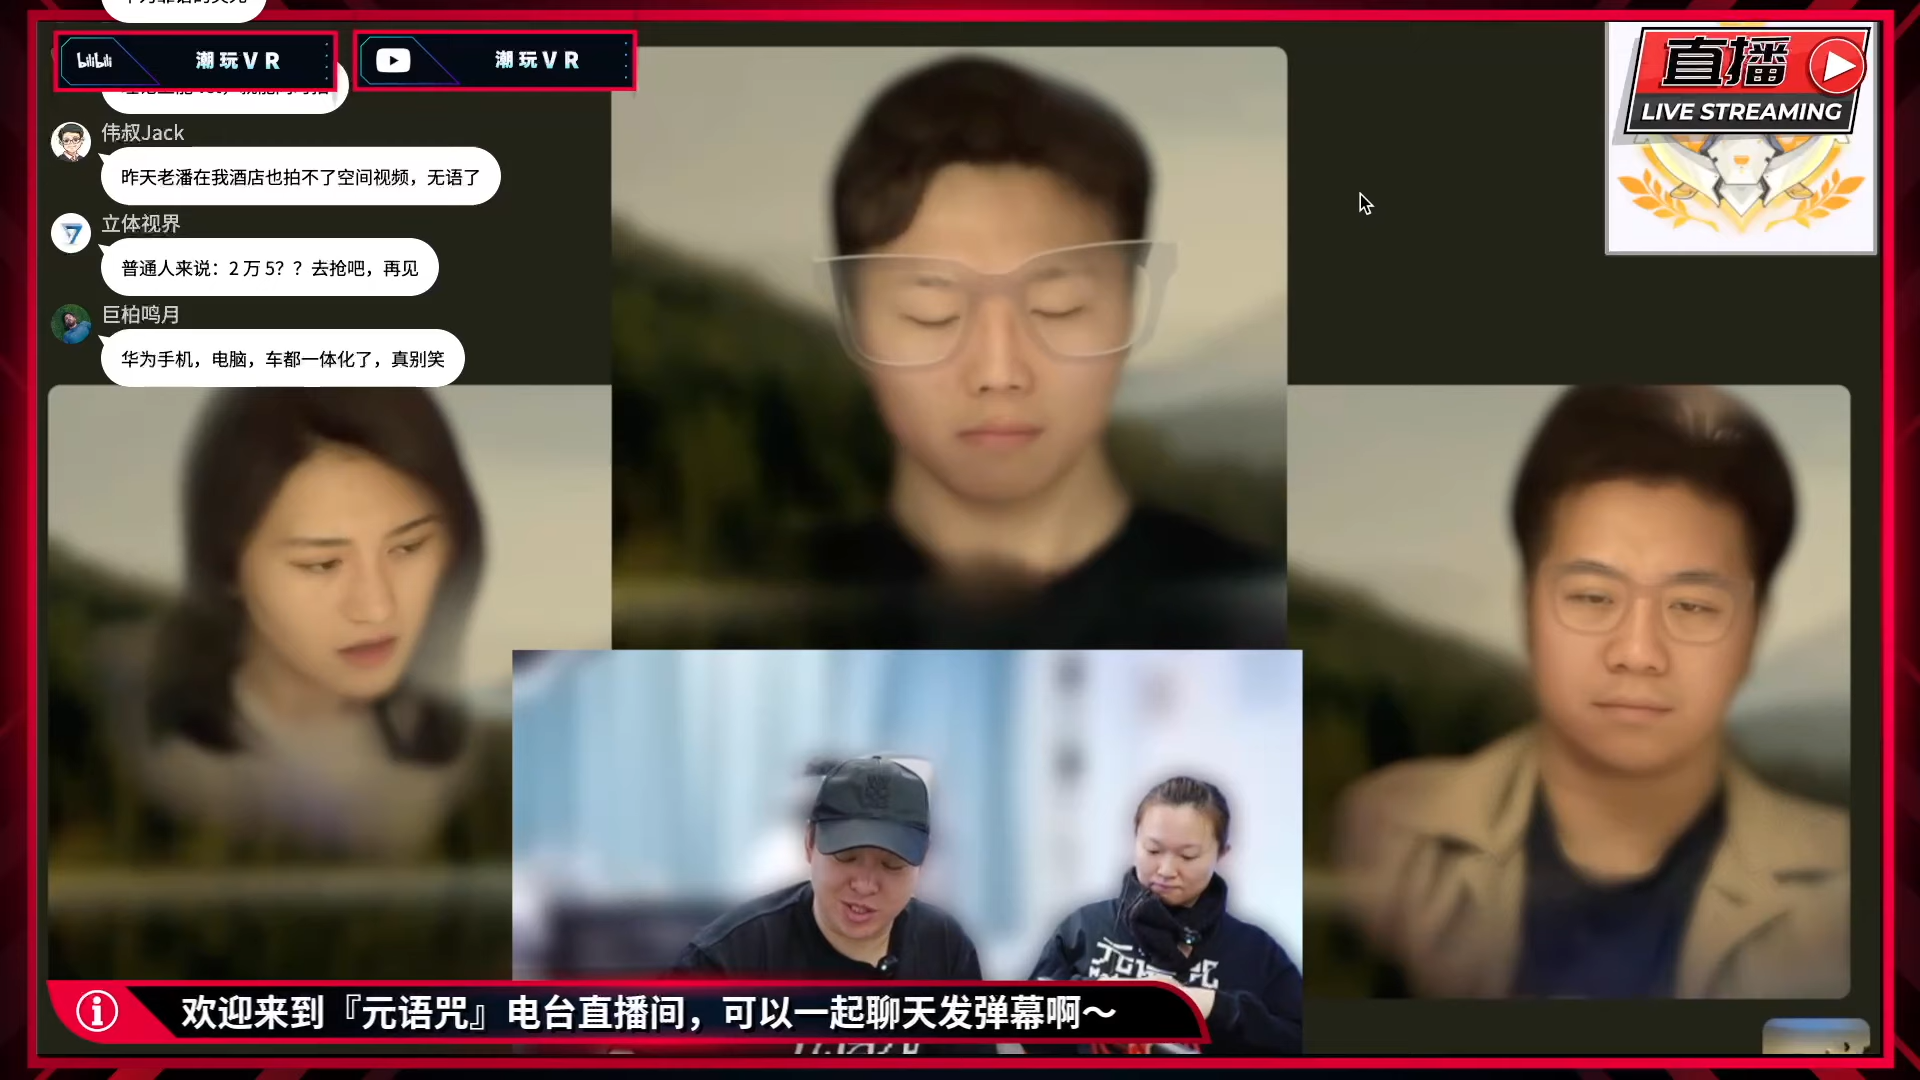 bilibili
潮玩VR
潮玩VR
直播
LIVE STREAMING
伟叔Jack
昨天老潘在我酒店也拍不了空间视频，无语了
立体视界
普通人来说：2 万 5？？去抢吧，再见
巨柏鸣月
华为手机，电脑，车都一体化了，真别笑
欢迎来到『元语咒』电台直播间，可以一起聊天发弹幕啊～